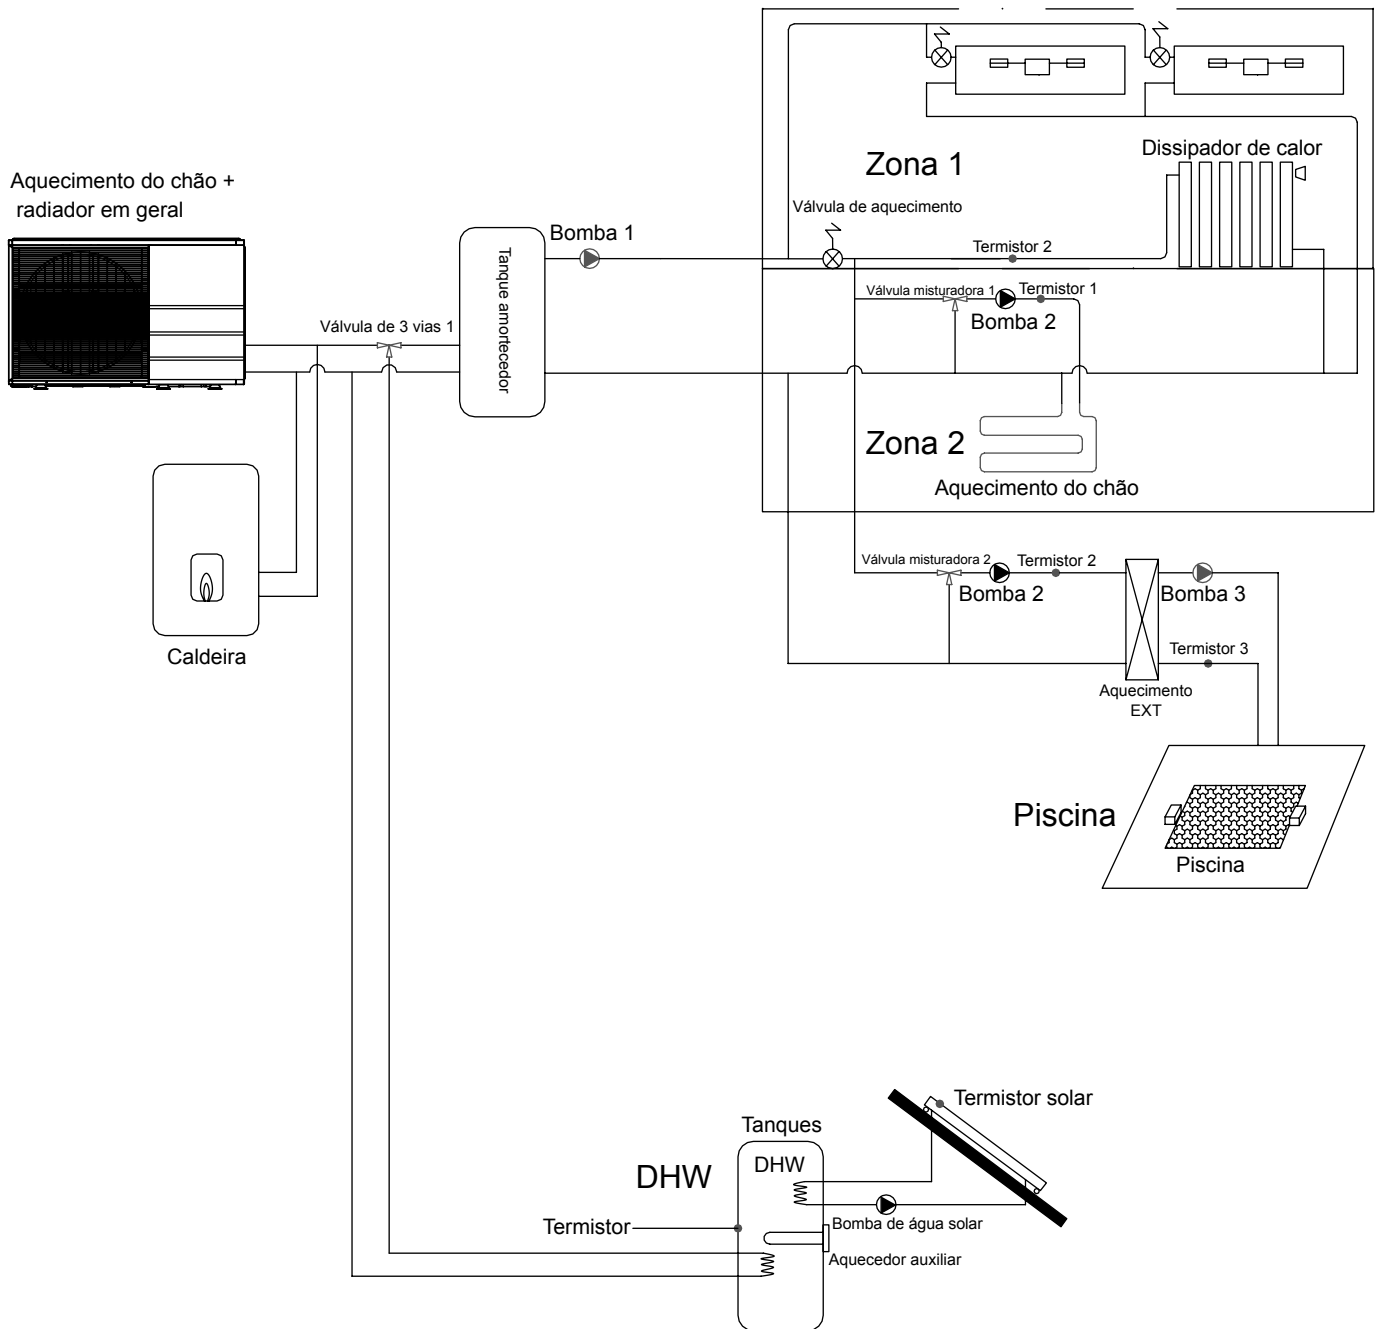 Aquecimento do chão +
radiador em geral
Zona 1
Dissipador de calor
Válvula de aquecimento
Bomba 1
Termistor 2
Tanque amortecedor
Válvula misturadora 1
Termistor 1
Bomba 2
Válvula de 3 vias 1
Zona 2
Aquecimento do chão
Caldeira
Válvula misturadora 2
Termistor 2
Bomba 2
Bomba 3
Termistor 3
Aquecimento
EXT
Piscina
Piscina
Termistor solar
Tanques
DHW
DHW
Termistor
Bomba de água solar
Aquecedor auxiliar